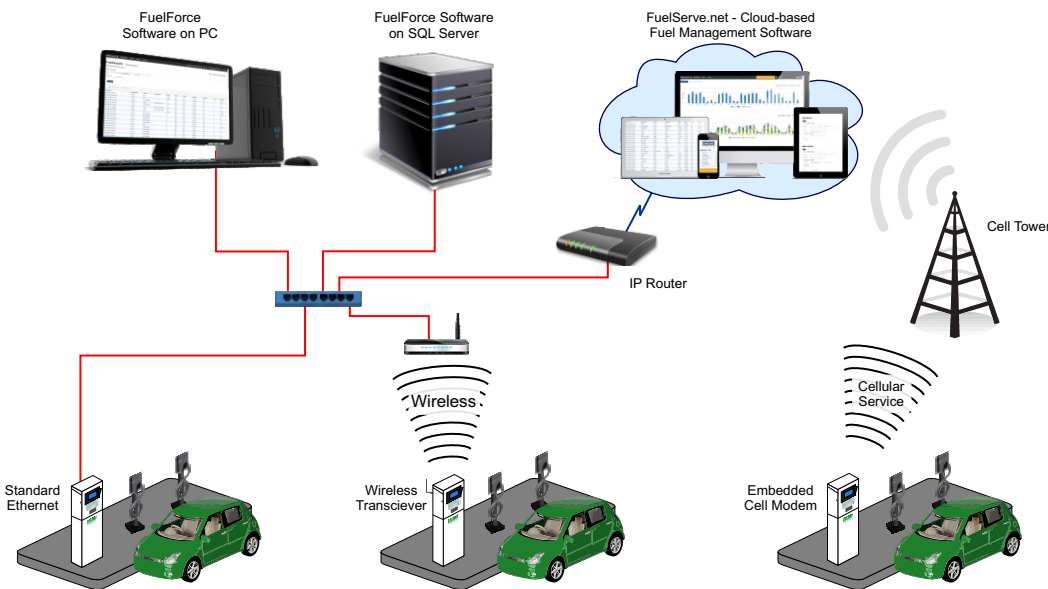 FuelForce
Software on PC
FuelForce Software
on SQL Server
FuelServe.net - Cloud-based
Fuel Management Software
Cell Tower
IP Router
Wireless
Cellular
Service
Standard
Ethernet
Wireless
Transciever
Embedded
Cell Modem